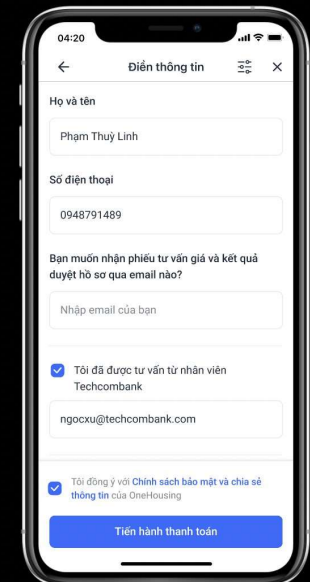 04:20
Điền thông tin
Họ và tên
Phạm Thuỳ Linh
Số điện thoại
0948791489
Bạn muốn nhận phiếu tư vấn giá và kết quả
duyệt hồ sơ qua email nào?
Nhập email của bạn
Tôi đã được tư vấn từ nhân viên
Techcombank
ngocxu@techcombank.com
Tôi đồng ý với Chính sách bảo mật và chia sẻ
thông tin của OneHousing
Tiến hành thanh toán